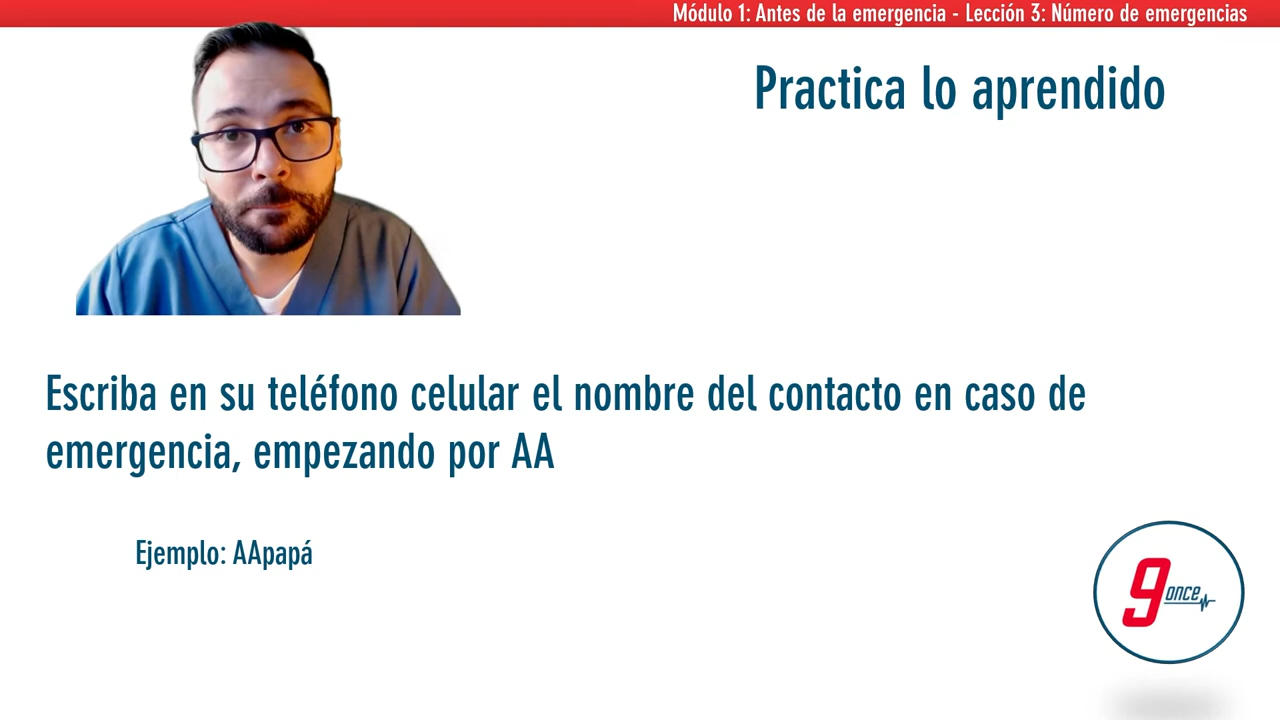 Módulo 1: Antes de la emergencia - Lección 3: Número de emergencias
Practica lo aprendido
Escriba en su teléfono celular el nombre del contacto en caso de
emergencia, empezando por AA
Ejemplo: AApapá
9once